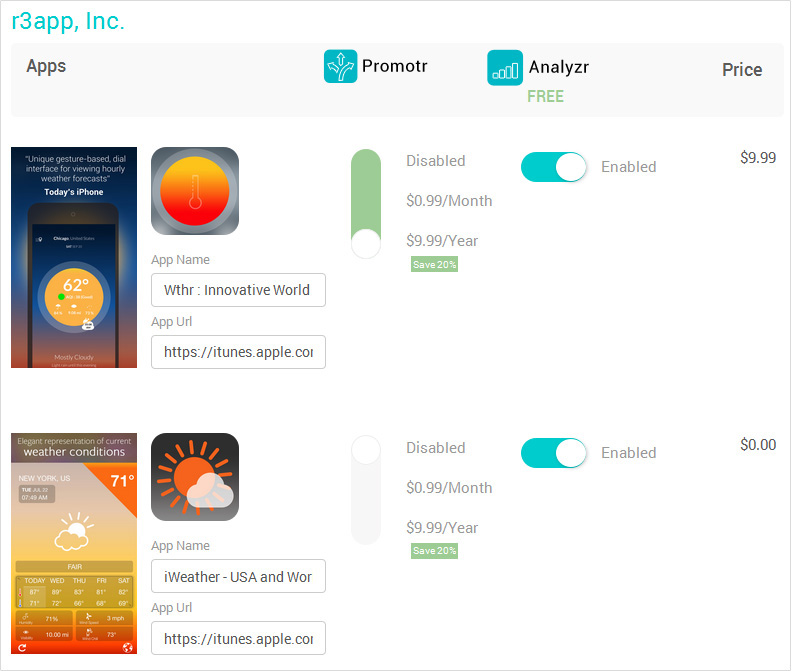 r3app, Inc.
Apps
Promotr
Analyzr
FREE
Price
"Unique gesture-based, dial
interface for viewing hourly
weather forecasts"
Today's iPhone
Chicago United States
62°
Mostly Cloudy
App Name
Wthr : Innovative World
App Url
https://itunes.apple.cor
Disabled
$0.99/Month
$9.99/Year
Save 20%
Enabled
$9.99
Elegant representation of current
weather conditions
NEW YORK, US
71°
TUE JUL 22
07:49 AM
FAIR
TODAY WED THU FRI SAT
87° 89° 83° 81° 82°
71° 72° 66° 68° 69°
Humidity 71%
Wind Speed 3 mph
Visibility 10.00 mi
73°
App Name
iWeather - USA and Wor
App Url
https://itunes.apple.cor
Disabled
$0.99/Month
$9.99/Year
Save 20%
Enabled
$0.00